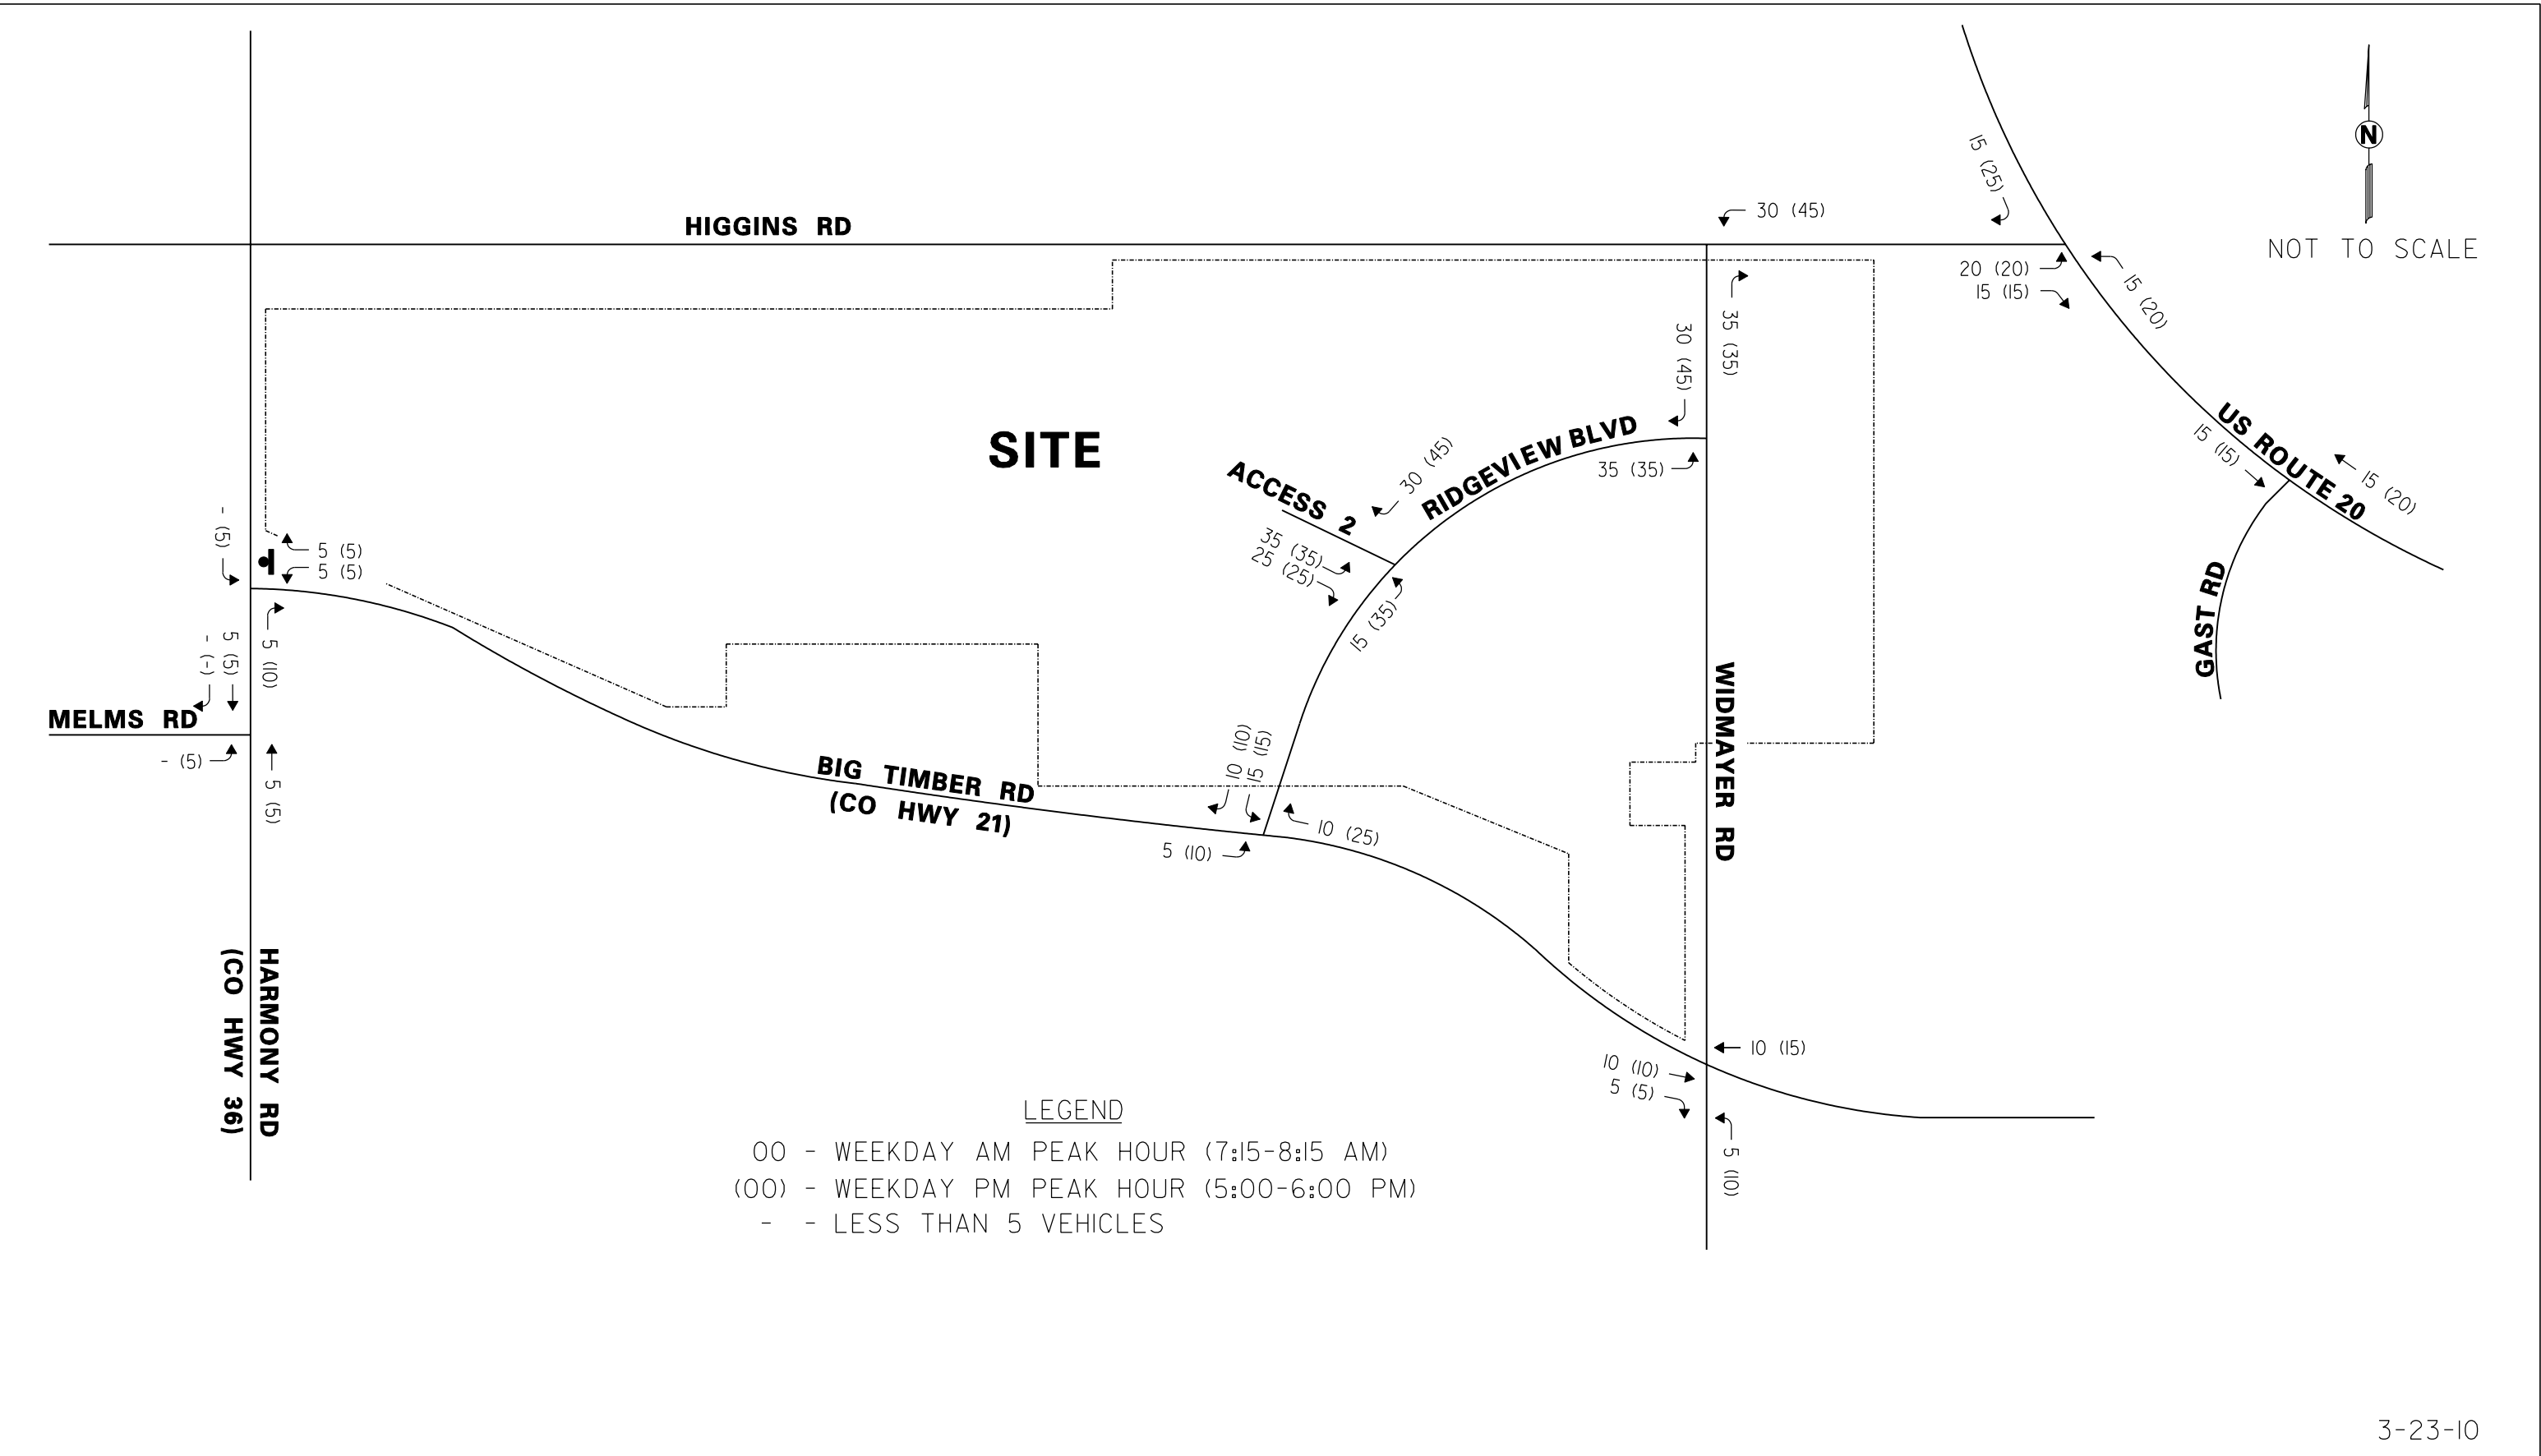 15 (25)
N
NOT TO SCALE
30 (45)
HIGGINS RD
20 (20)
15 (15)
15 (20)
35 (35)
30 (45)
SITE
US ROUTE 20
15 (15)
15 (20)
RIDGEVIEW BLVD
35 (35)
30 (45)
ACCESS 2
35 (35)
25 (25)
15 (35)
GAST RD
- (5)
5 (5)
5 (5)
5 (10)
5 (5)
- (-)
MELMS RD
- (5)
5 (5)
WIDMAYER RD
BIG TIMBER RD
(CO HWY 21)
10 (10)
15 (15)
10 (25)
5 (10)
HARMONY RD
(CO HWY 36)
10 (15)
10 (10)
5 (5)
5 (10)
LEGEND
00 - WEEKDAY AM PEAK HOUR (7:15-8:15 AM)
(00) - WEEKDAY PM PEAK HOUR (5:00-6:00 PM)
- - LESS THAN 5 VEHICLES
3-23-10